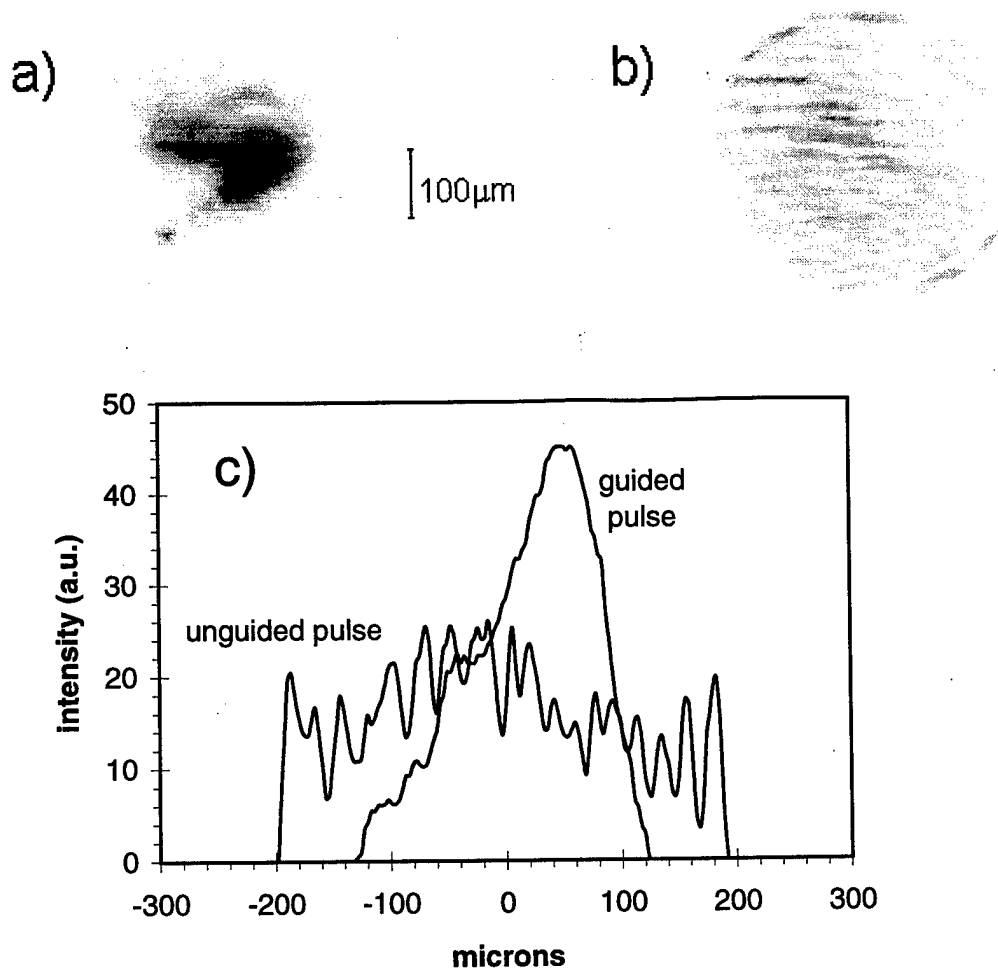 a)
b)
100μm
50
c)
guided
pulse
40
intensity (a.u.)
30
unguided pulse
20
10
0
-300
-200
-100
0
100
200
300
microns